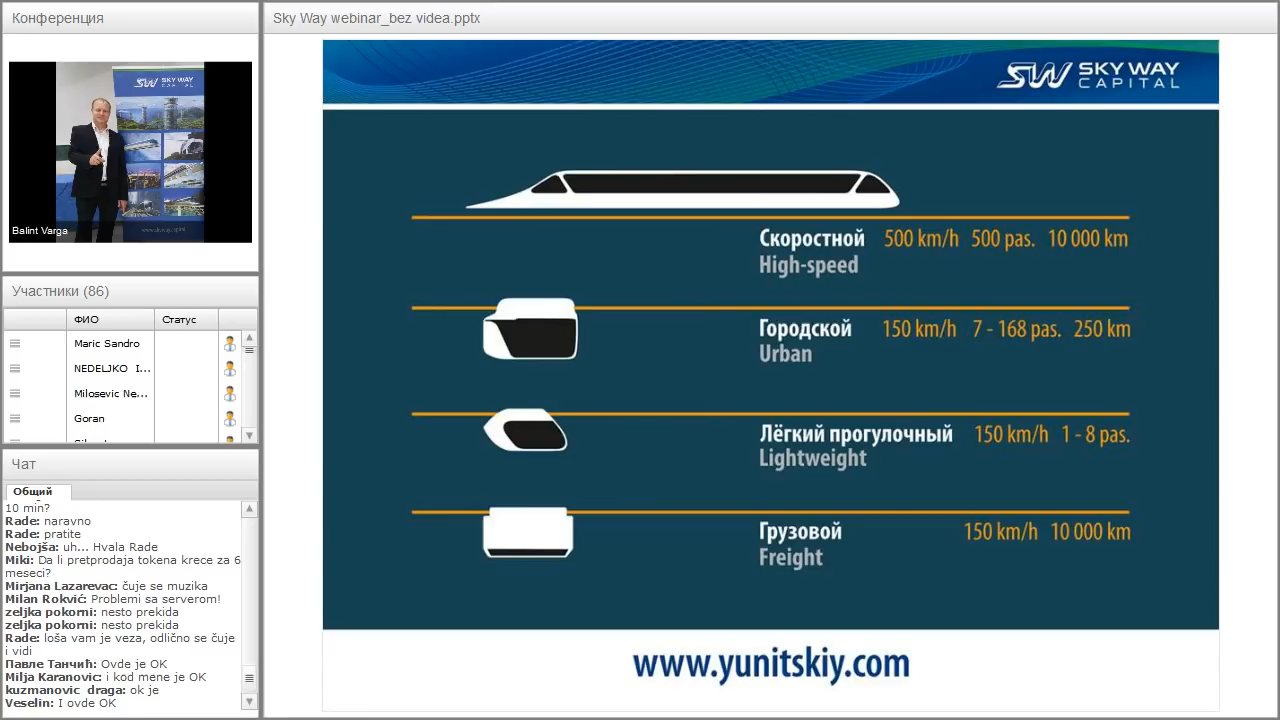 Конференция
Balint Varga
SW SKY WAY CAPITAL
Участники (86)
ФИО Статус
Maric Sandro
NEDELJKO I...
Milosevic Ne...
Goran
Чат
Общий
10 min?
Rade: naravno
Rade: pratite
Nebojša: uh... Hvala Rade
Miki: Da li pretprodaja tokena krece za 6
meseci?
Mirjana Lazarevac: čuje se muzika
Milan Rokvić: Problemi sa serverom!
zeljka pokorni: nesto prekida
zeljka pokorni: nesto prekida
Rade: loša vam je veza, odlično se čuje
i vidi
Павле Танчић: Ovde je OK
Milja Karanovic: i kod mene je OK
kuzmanovic draga: ok je
Veselin: I ovde OK
Sky Way webinar_bez videa.pptx
SW SKY WAY
CAPITAL
Скоростной 500 km/h 500 pas. 10 000 km
High-speed
Городской 150 km/h 7 - 168 pas. 250 km
Urban
Лёгкий прогулочный 150 km/h 1 - 8 pas.
Lightweight
Грузовой 150 km/h 10 000 km
Freight
www.yunitskiy.com